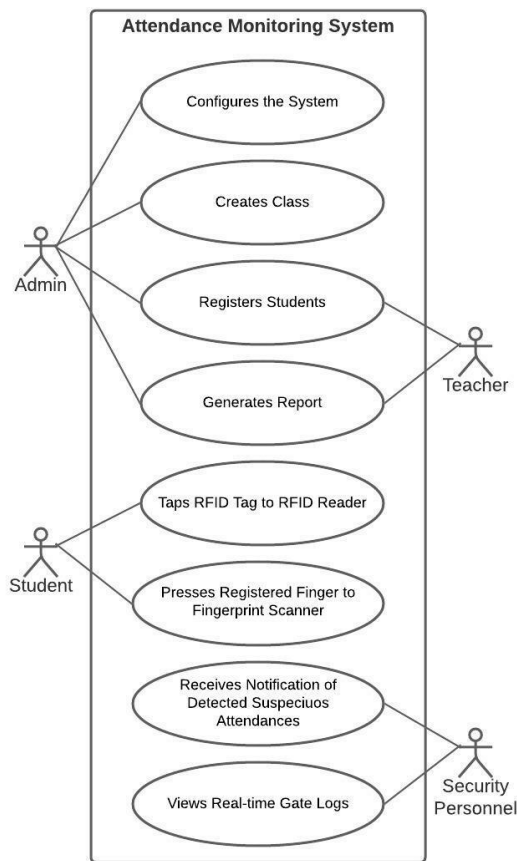 Attendance Monitoring System
Configures the System
Creates Class
Admin
Registers Students
Teacher
Generates Report
Taps RFID Tag to RFID Reader
Student
Presses Registered Finger to
Fingerprint Scanner
Receives Notification of
Detected Suspeciuos
Attendances
Security
Personnel
Views Real-time Gate Logs